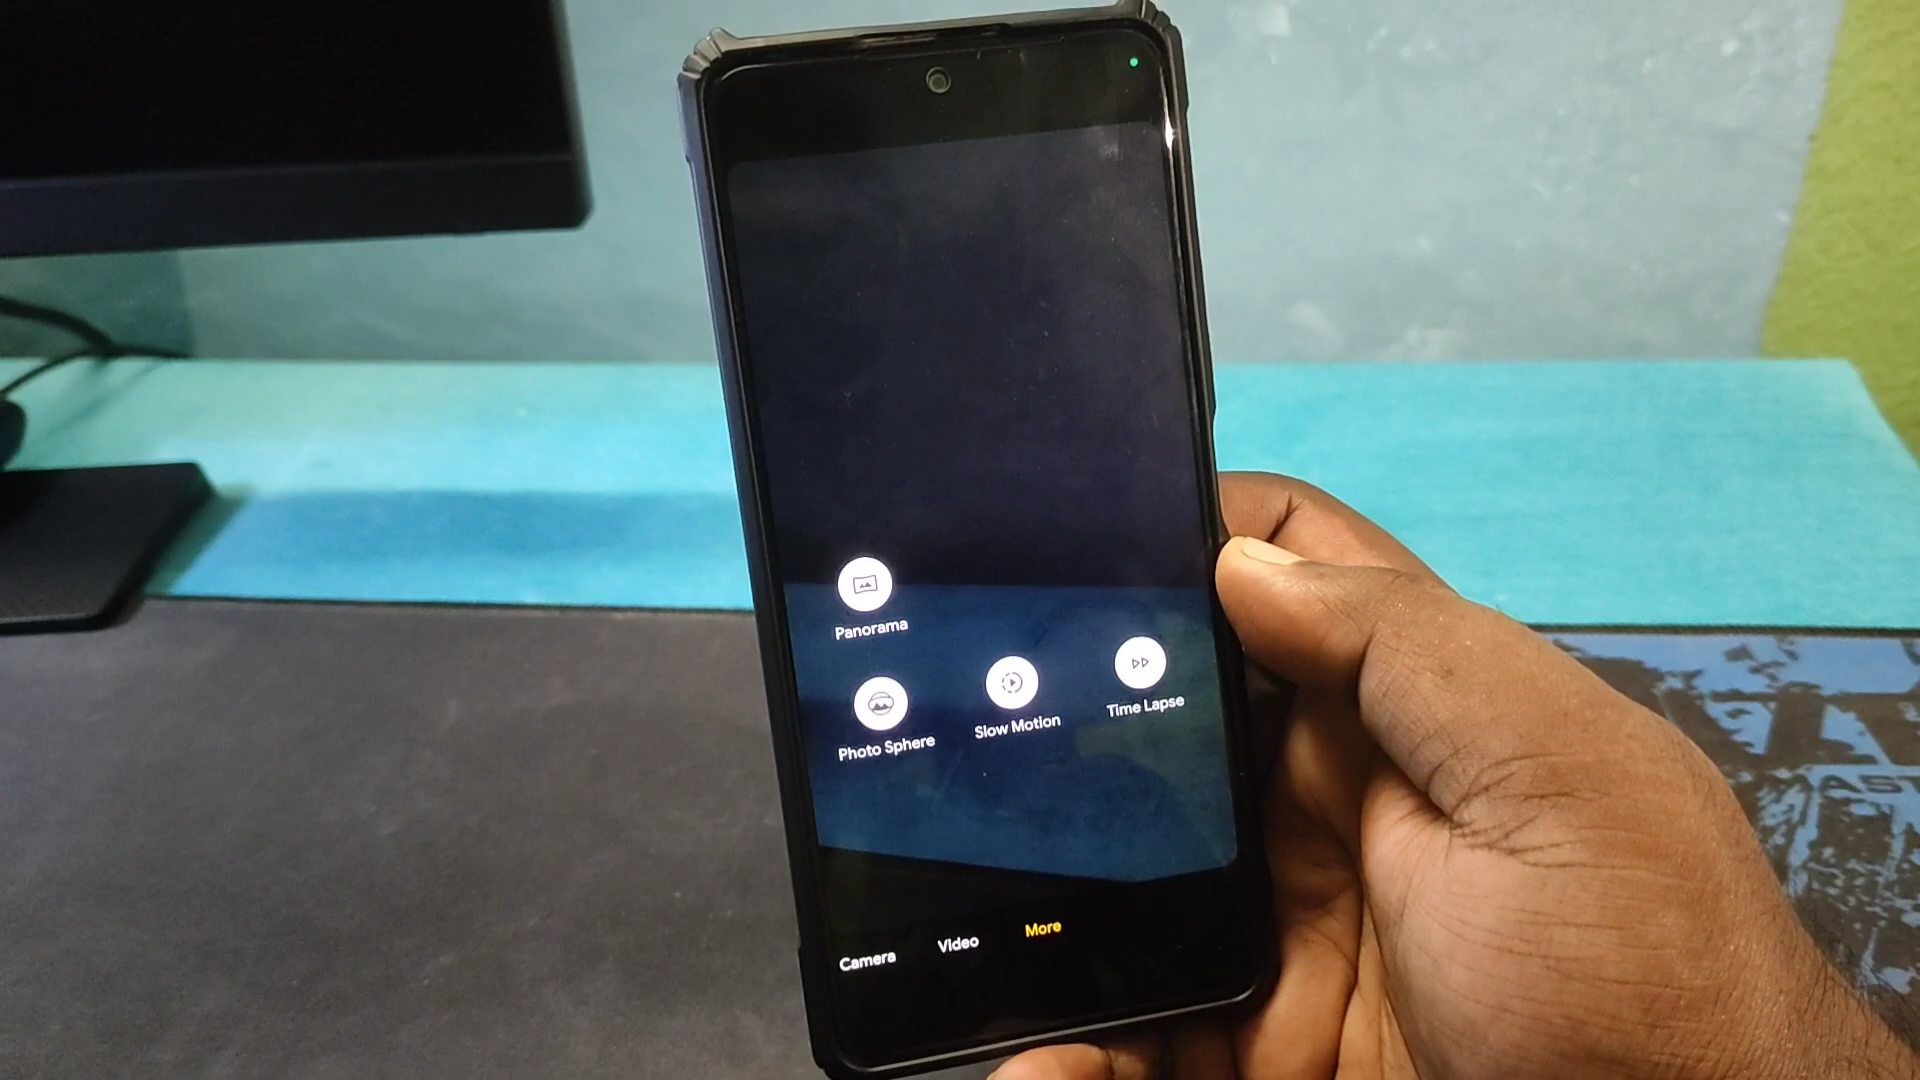 Panorama
Photo Sphere
Slow Motion
Time Lapse
Camera
Video
More